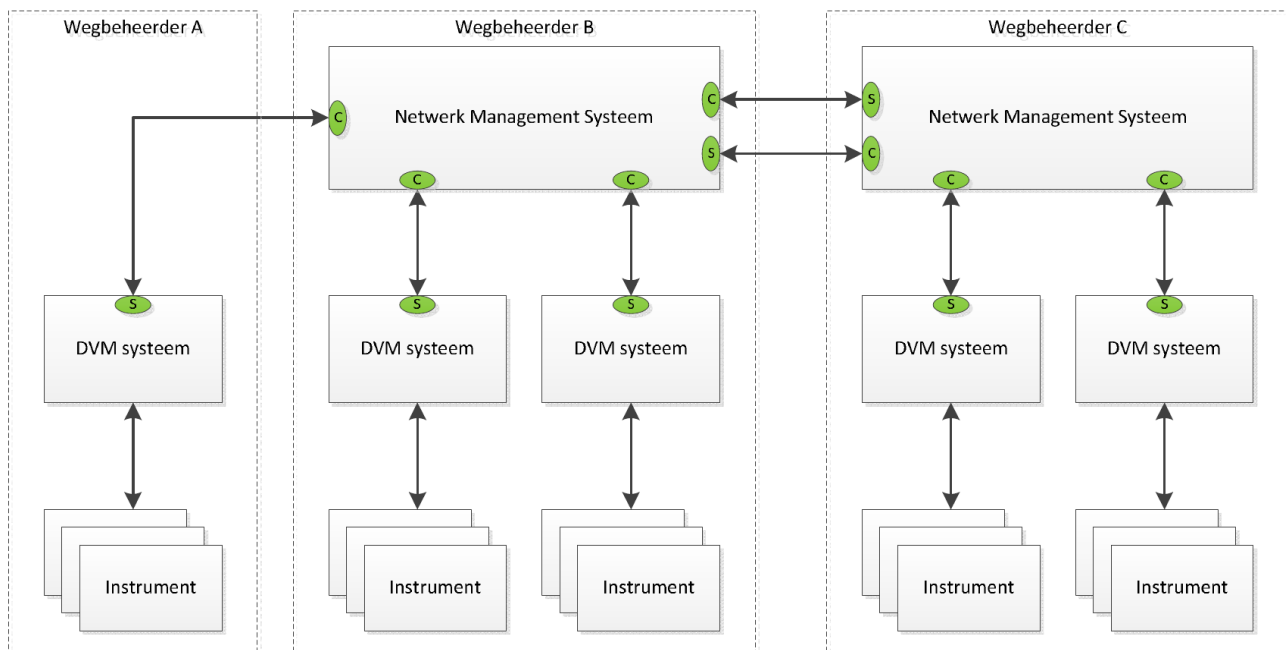 Wegbeheerder A
Wegbeheerder B
Wegbeheerder C
Netwerk Management Systeem
Netwerk Management Systeem
C
C
S
C
S
C
C
C
C
C
S
S
S
S
S
DVM systeem
DVM systeem
DVM systeem
DVM systeem
DVM systeem
Instrument
Instrument
Instrument
Instrument
Instrument